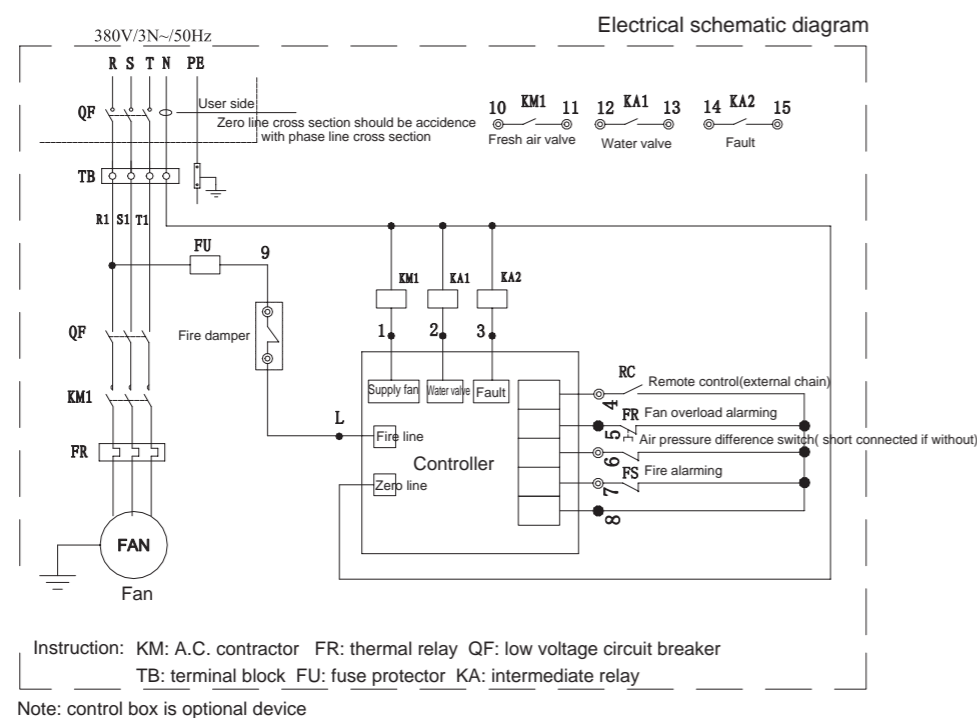 Electrical schematic diagram
380V/3N~/50Hz
R S T N PE
QF
User side
Zero line cross section should be accidence
with phase line cross section
10 KM1 11
Fresh air valve
12 KA1 13
Water valve
14 KA2 15
Fault
TB
R1 S1 T1
FU
9
KM1
KA1
KA2
QF
Fire damper
1
2
3
KM1
Supply fan
Water valve
Fault
RC
Remote control(external chain)
4
L
FR
Fan overload alarming
5
Fire line
Air pressure difference switch( short connected if without)
6
FR
Controller
FS
Fire alarming
7
Zero line
8
FAN
Fan
Instruction: KM: A.C. contractor FR: thermal relay QF: low voltage circuit breaker
TB: terminal block FU: fuse protector KA: intermediate relay
Note: control box is optional device